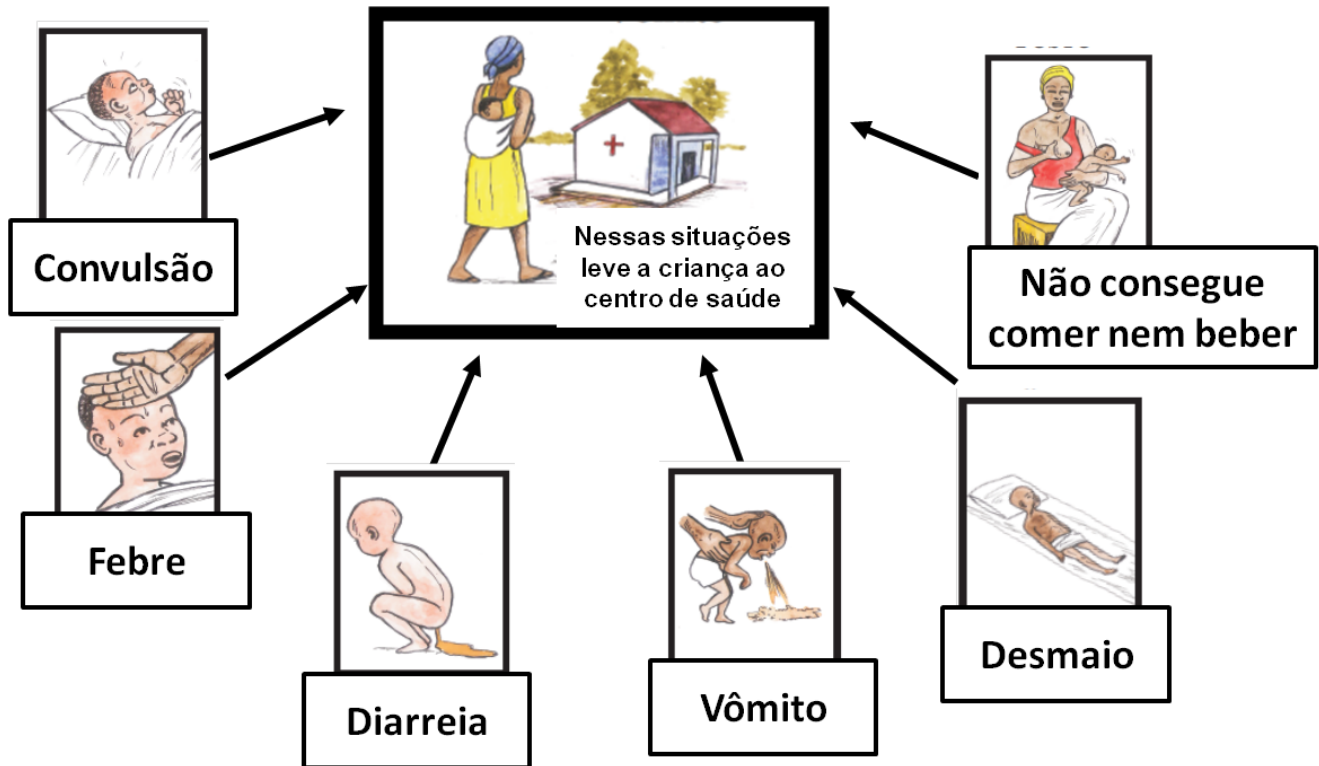 Convulsão
Nessas situações
leve a criança ao
centro de saúde
Não consegue
comer nem beber
Febre
Diarreia
Vômito
Desmaio